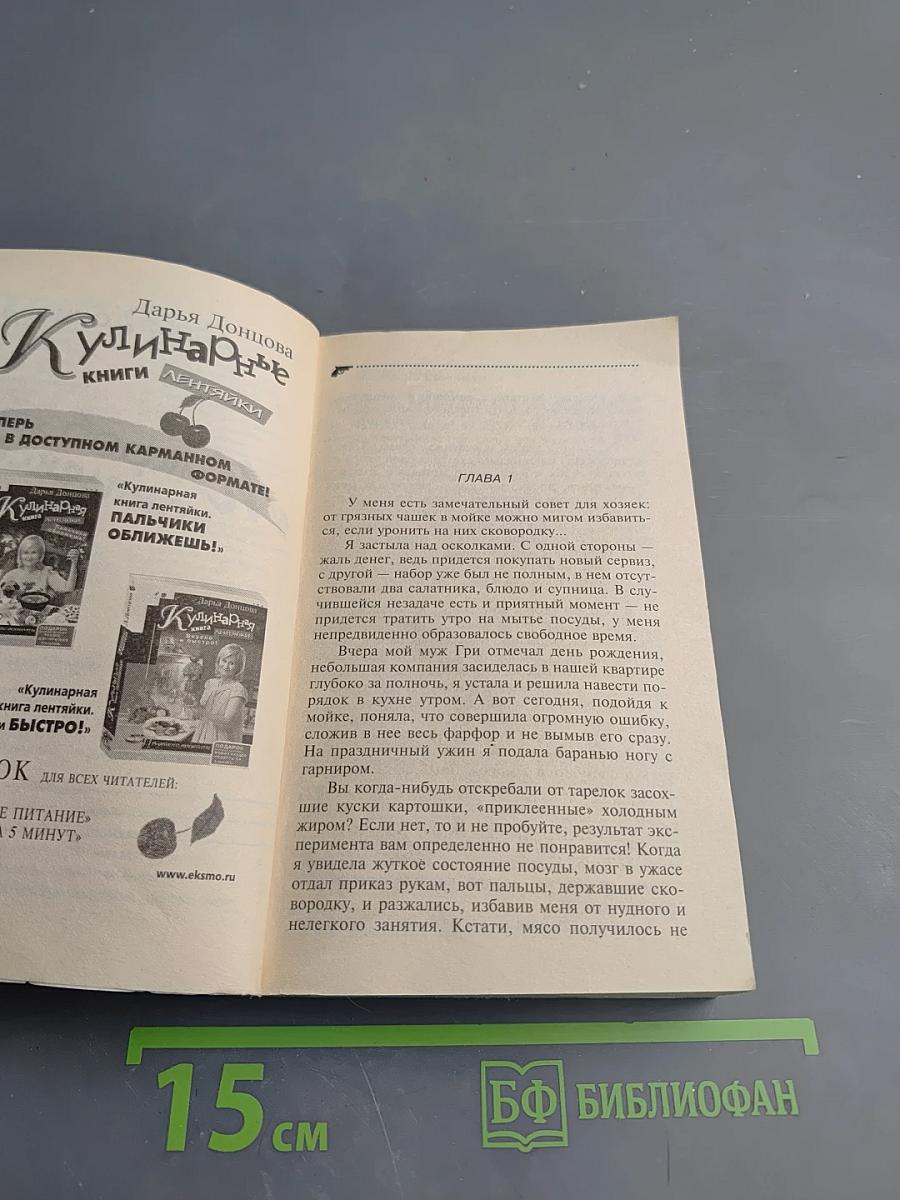 Дарья Донцова
Кулинарные
КНИГИ ЛЕНТЯЙКИ
В ДОСТУПНОМ КАРМАННОМ
ФОРМАТЕ!
Дарья Донцова
Кулинарная
книга
«Кулинарная
книга лентяйки.
ПАЛЬЧИКИ
ОБЛИЖЕШЬ!»
Дарья Донцова
Кулинарная
книга
Вкусно
и быстро!
ПОДАРОК
«Кулинарная
книга лентяйки.
и БЫСТРО!»
ПОДАРОК
ДЛЯ ВСЕХ ЧИТАТЕЛЕЙ:
ПИТАНИЕ»
5 МИНУТ»
www.eksmo.ru
ГЛАВА 1
У меня есть замечательный совет для хозяек:
от грязных чашек в мойке можно мигом избавить-
ся, если уронить на них сковородку...
Я застыла над осколками. С одной стороны —
жаль денег, ведь придется покупать новый сервиз,
с другой — набор уже был не полным, в нем отсут-
ствовали два салатника, блюдо и супница. В слу-
чившейся незадаче есть и приятный момент — не
придется тратить утро на мытье посуды, у меня
непредвиденно образовалось свободное время.
Вчера мой муж Гри отмечал день рождения,
небольшая компания засиделась в нашей квартире
глубоко за полночь, я устала и решила навести по-
рядок в кухне утром. А вот сегодня, подойдя к
мойке, поняла, что совершила огромную ошибку,
сложив в нее весь фарфор и не вымыв его сразу.
На праздничный ужин я подала баранью ногу с
гарниром.
Вы когда-нибудь отскребали от тарелок засох-
шие куски картошки, «приклеенные» холодным
жиром? Если нет, то и не пробуйте, результат экс-
перимента вам определенно не понравится! Когда
я увидела жуткое состояние посуды, мозг в ужасе
отдал приказ рукам, вот пальцы, державшие ско-
вородку, и разжались, избавив меня от нудного и
нелегкого занятия. Кстати, мясо получилось не
15 см
БФ БИБЛИОФАН